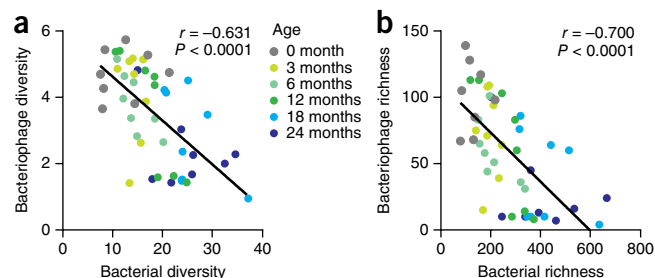 a
r = –0.631
P < 0.0001
Bacteriophage diversity
6
4
2
0
0 10 20 30 40
Bacterial diversity
Age
0 month
3 months
6 months
12 months
18 months
24 months
b
r = –0.700
P < 0.0001
Bacteriophage richness
150
100
50
0
0 200 400 600 800
Bacterial richness